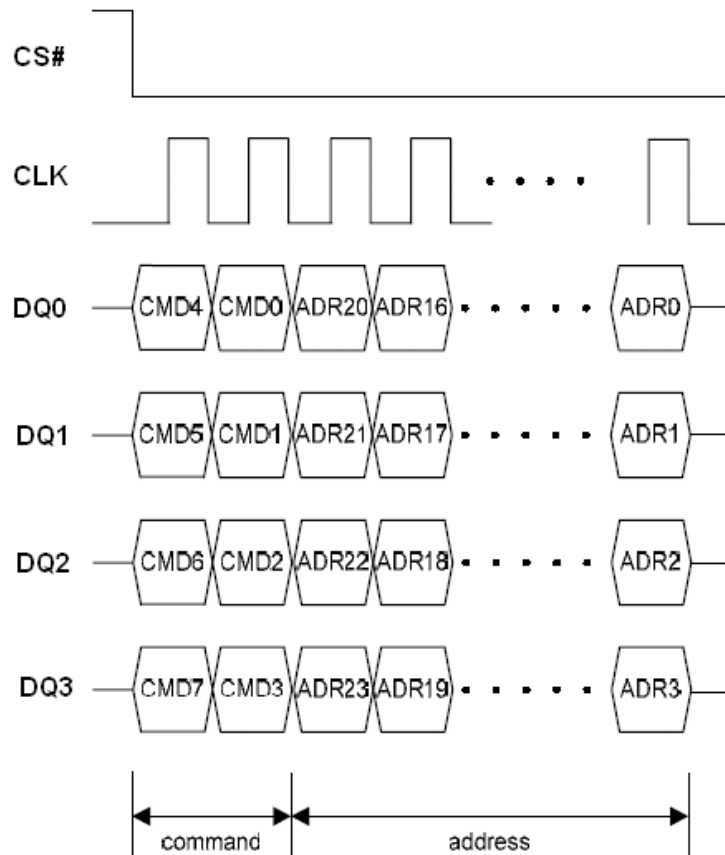 CS#
CLK
DQ0 CMD4 CMD0 ADR20 ADR16 ADR0
DQ1 CMD5 CMD1 ADR21 ADR17 ADR1
DQ2 CMD6 CMD2 ADR22 ADR18 ADR2
DQ3 CMD7 CMD3 ADR23 ADR19 ADR3
command address